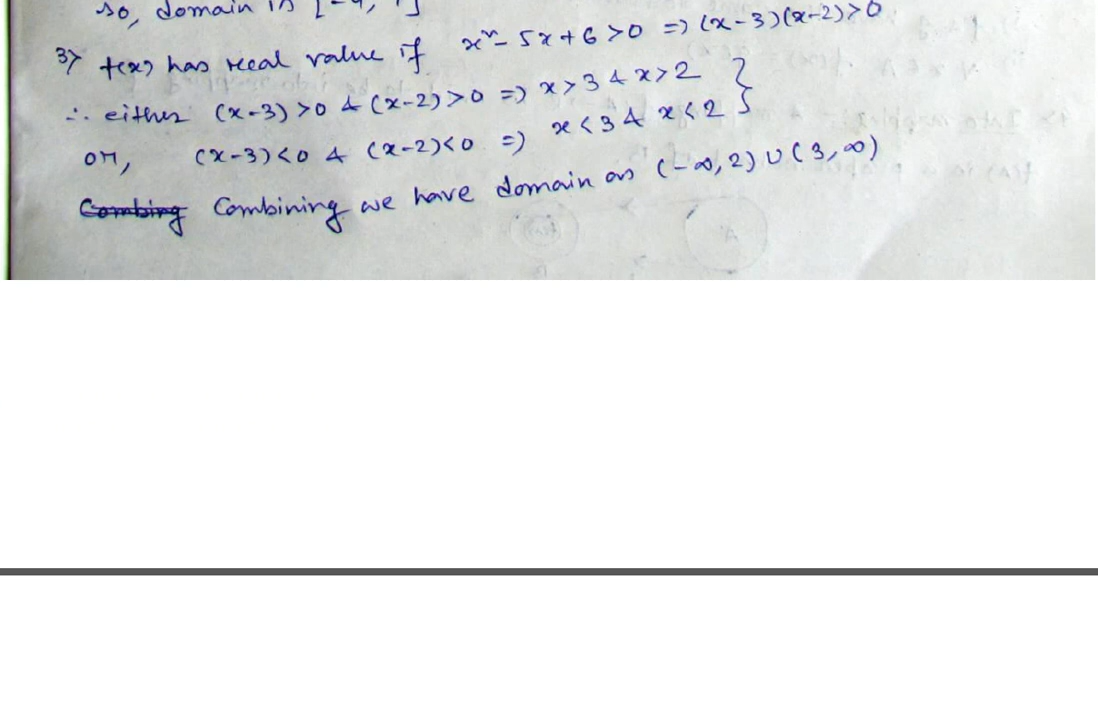 so, domain is [-4,
3> f(x) has real value if x² - 5x + 6 > 0 => (x-3)(x-2) > 0
∴ either (x-3) > 0 & (x-2) > 0 => x > 3 & x > 2 }
or, (x-3) < 0 & (x-2) < 0 => x < 3 & x < 2
Combing Combining we have domain as (-∞, 2) ∪ (3, ∞)